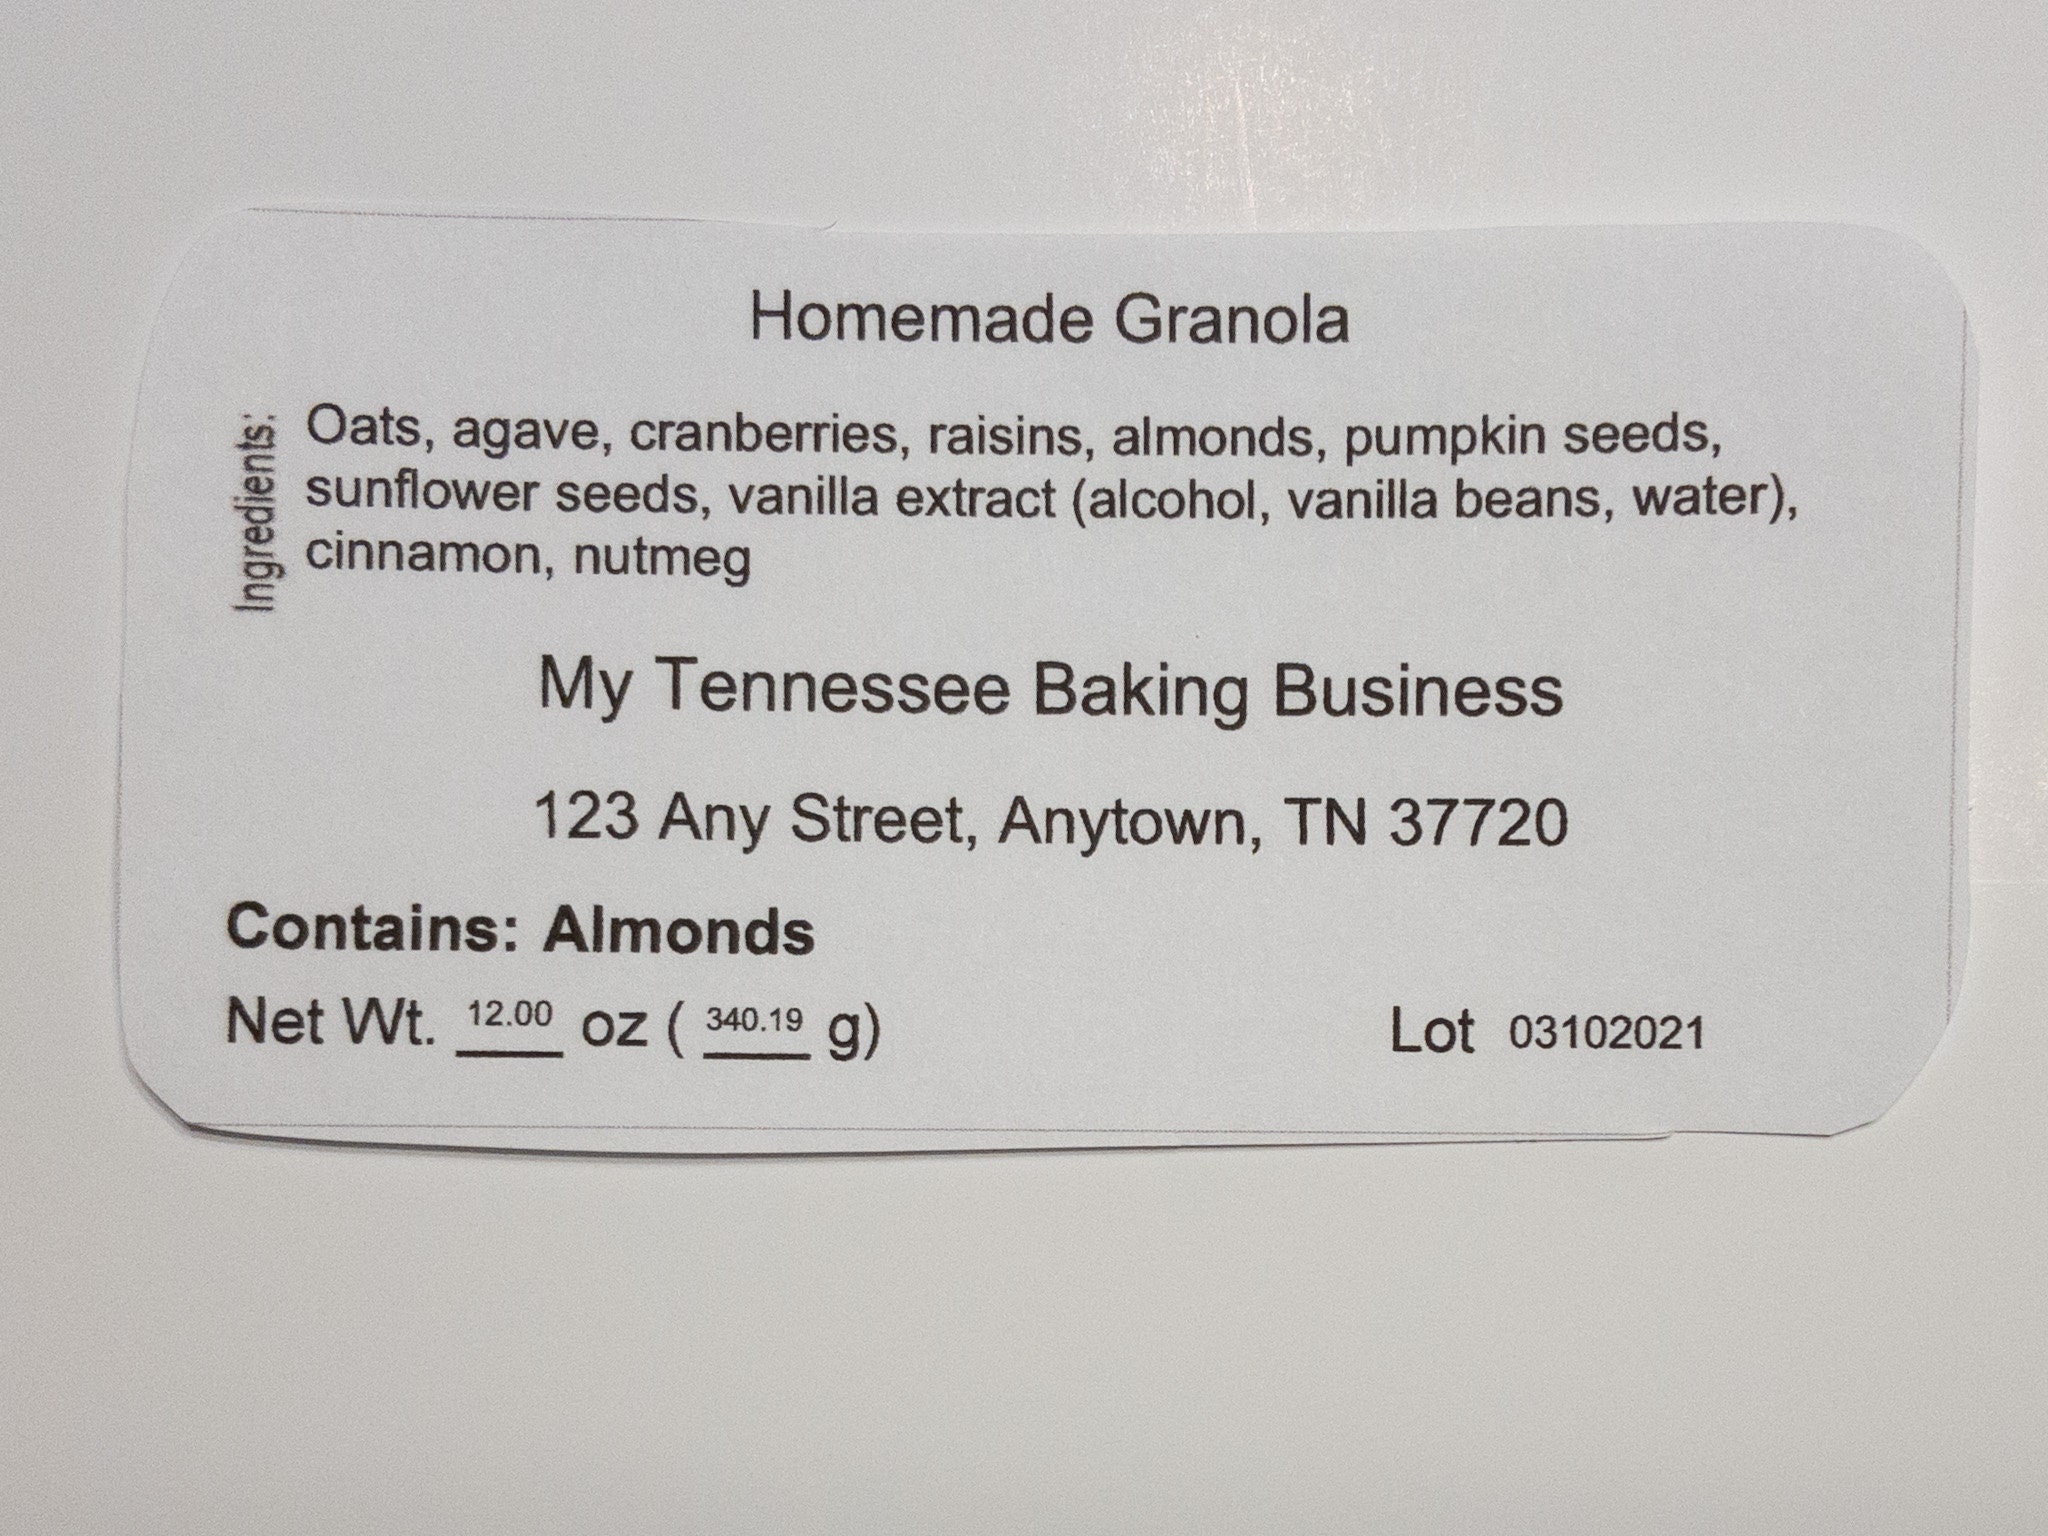 Homemade Granola
Ingredients:
Oats, agave, cranberries, raisins, almonds, pumpkin seeds,
sunflower seeds, vanilla extract (alcohol, vanilla beans, water),
cinnamon, nutmeg
My Tennessee Baking Business
123 Any Street, Anytown, TN 37720
Contains: Almonds
Net Wt. 12.00 oz ( 340.19 g) Lot 03102021